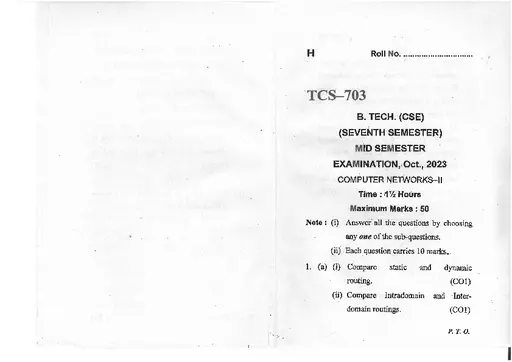 H Roll No. ..............................
TCS–703
B. TECH. (CSE)
(SEVENTH SEMESTER)
MID SEMESTER
EXAMINATION, Oct., 2023
COMPUTER NETWORKS–II
Time : 1½ Hours
Maximum Marks : 50
Note : (i) Answer all the questions by choosing
any one of the sub-questions.
(ii) Each question carries 10 marks.
1. (a) (i) Compare static and dynamic
routing. (CO1)
(ii) Compare Intradomain and Inter-
domain routings. (CO1)
P. T. O.